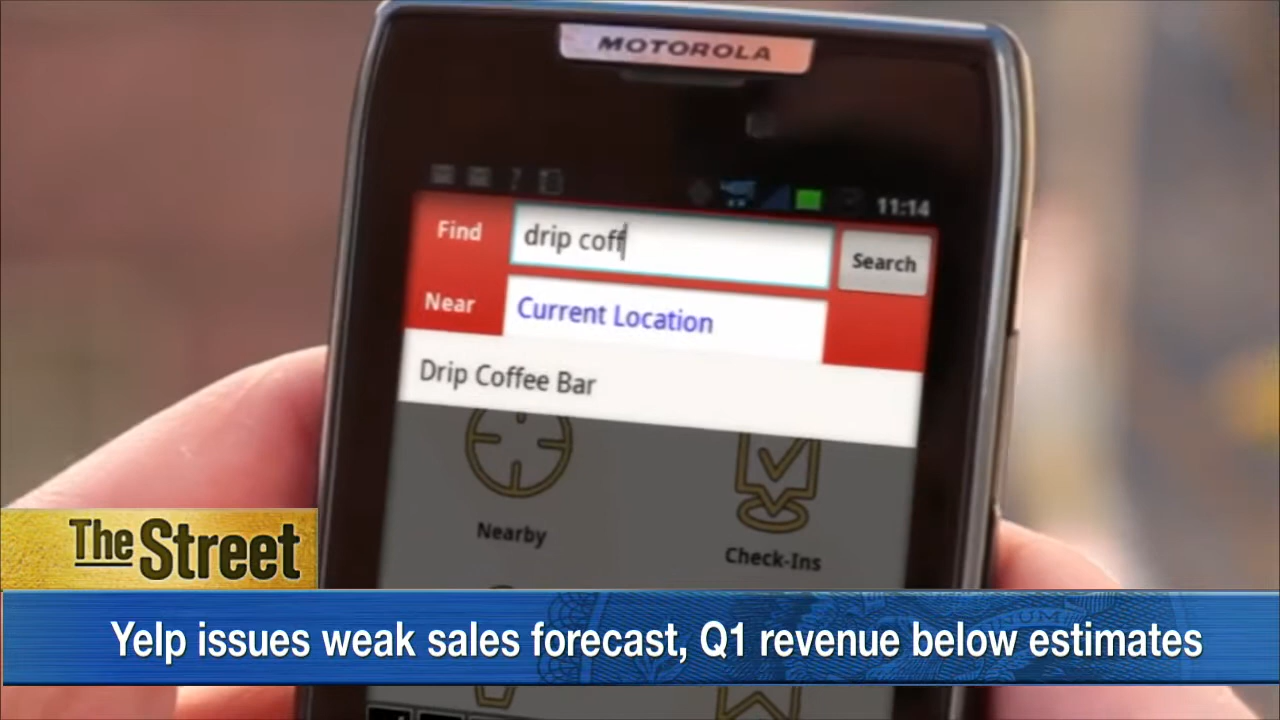 MOTOROLA
11:14
Find
drip coff
Search
Near
Current Location
Drip Coffee Bar
Nearby
Check-Ins
The Street
Yelp issues weak sales forecast, Q1 revenue below estimates